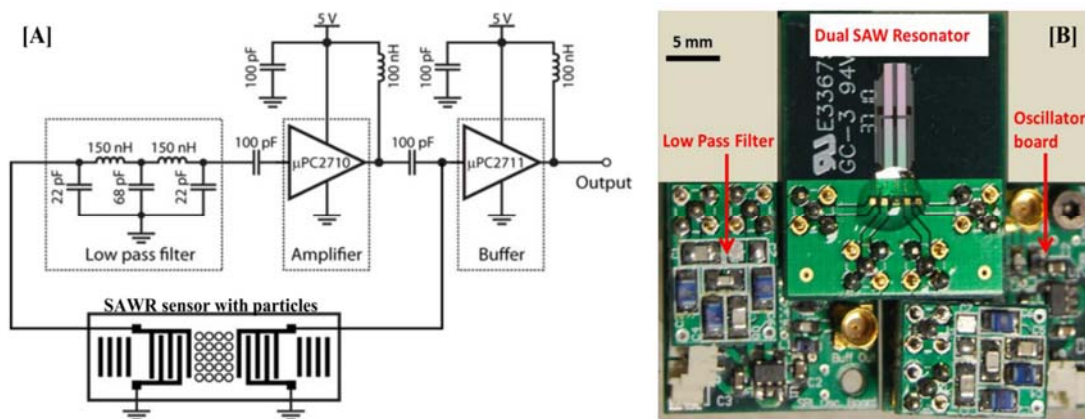 [A]
5 V
5 V
100 pF
100 nH
100 pF
100 nH
150 nH
150 nH
100 pF
100 pF
22 pF
68 pF
22 pF
µPC2710
µPC2711
Output
Low pass filter
Amplifier
Buffer
SAWR sensor with particles
[B]
5 mm
Dual SAW Resonator
GC-3 94V
Low Pass Filter
Oscillator
board
Buff Out
C3
C2